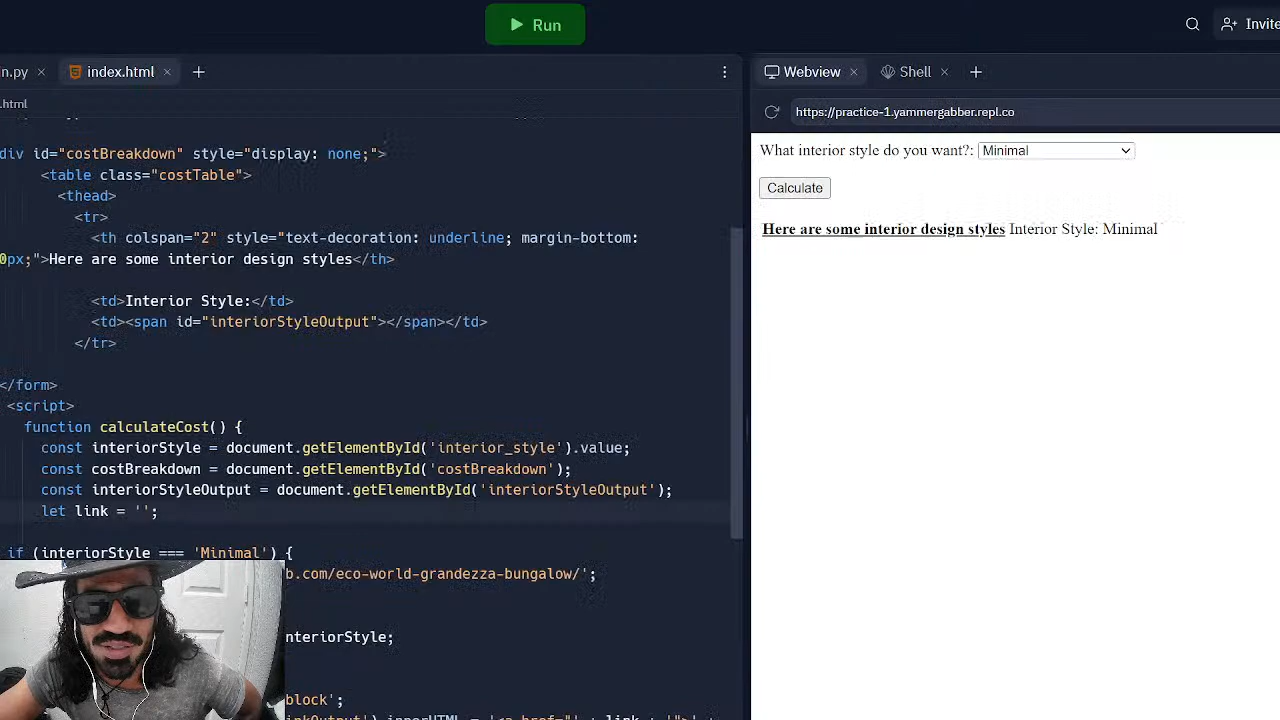 Run
Invite
n.py
index.html
Webview
Shell
.html
https://practice-1.yammergabber.repl.co
div id="costBreakdown" style="display: none;">
<table class="costTable">
<thead>
<tr>
<th colspan="2" style="text-decoration: underline; margin-bottom:
0px;">Here are some interior design styles</th>
<td>Interior Style:</td>
<td><span id="interiorStyleOutput"></span></td>
</tr>
</form>
<script>
function calculateCost() {
const interiorStyle = document.getElementById('interior_style').value;
const costBreakdown = document.getElementById('costBreakdown');
const interiorStyleOutput = document.getElementById('interiorStyleOutput');
let link = '';
if (interiorStyle === 'Minimal') {
b.com/eco-world-grandezza-bungalow/';
nteriorStyle;
block';
What interior style do you want?: Minimal
Calculate
Here are some interior design styles Interior Style: Minimal